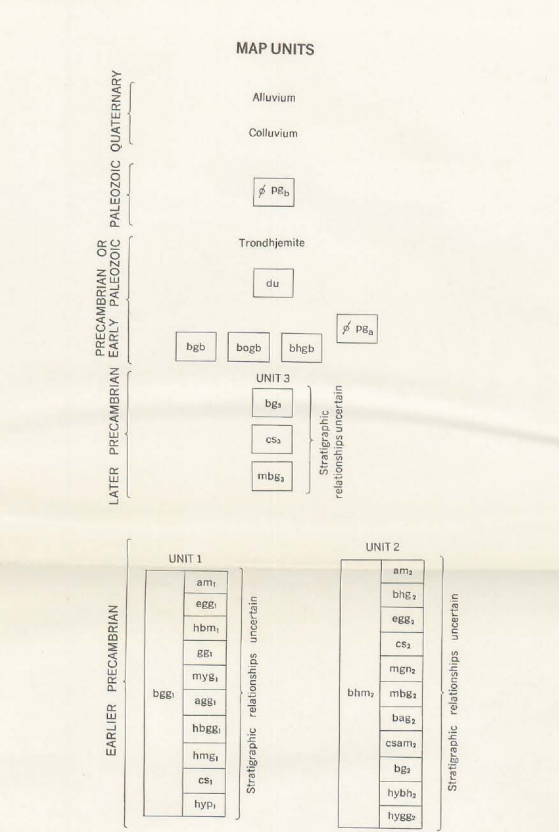 MAP UNITS
QUATERNARY
Alluvium
Colluvium
PALEOZOIC
ϕ pg_b
PRECAMBRIAN OR
EARLY PALEOZOIC
Trondhjemite
du
ϕ pgₐ
bgb bogb bhgb
LATER PRECAMBRIAN
UNIT 3
bg₃
cs₃
mbg₃
Stratigraphic
relationships uncertain
EARLIER PRECAMBRIAN
UNIT 1
bgg₁
am₁
egg₁
hbm₁
gg₁
myg₁
agg₁
hbgg₁
hmg₁
cs₁
hyp₁
Stratigraphic relationships uncertain
UNIT 2
bhm₂
am₂
bhg₂
egg₂
cs₂
mgn₂
mbg₂
bag₂
csam₂
bg₂
hybh₂
hygg₂
Stratigraphic relationships uncertain